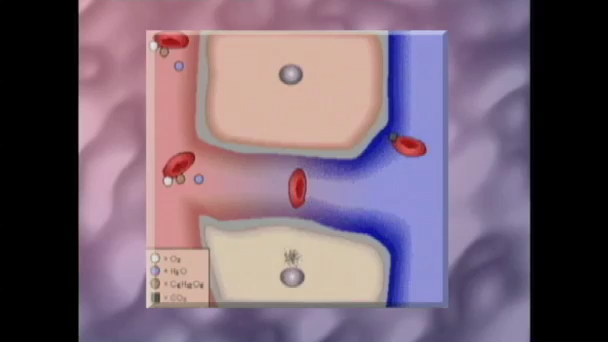 = O₂
= H₂O
= C₆H₁₂O₆
= CO₂